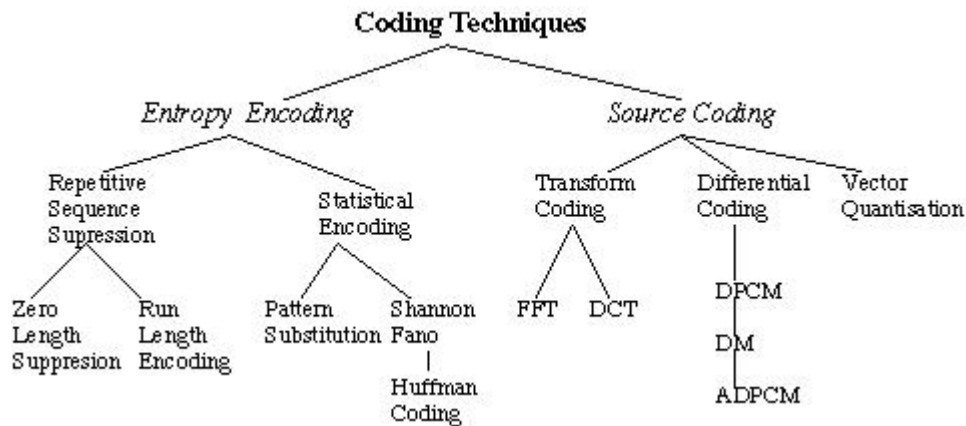 Coding Techniques
Entropy Encoding
Source Coding
Repetitive
Sequence
Supression
Statistical
Encoding
Transform
Coding
Differential
Coding
Vector
Quantisation
Zero
Length
Suppresion
Run
Length
Encoding
Pattern
Substitution
Shannon
Fano
Huffman
Coding
FFT
DCT
DPCM
DM
ADPCM